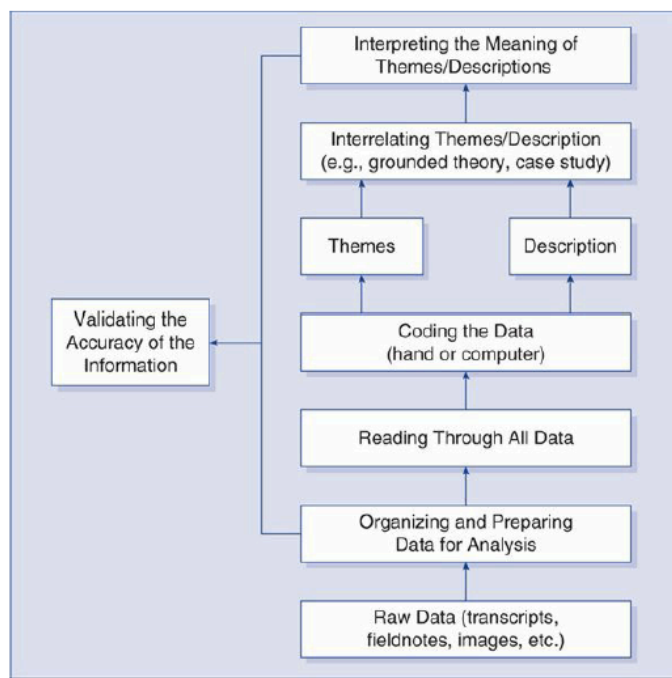 Interpreting the Meaning of
Themes/Descriptions
Interrelating Themes/Description
(e.g., grounded theory, case study)
Themes
Description
Validating the
Accuracy of the
Information
Coding the Data
(hand or computer)
Reading Through All Data
Organizing and Preparing
Data for Analysis
Raw Data (transcripts,
fieldnotes, images, etc.)